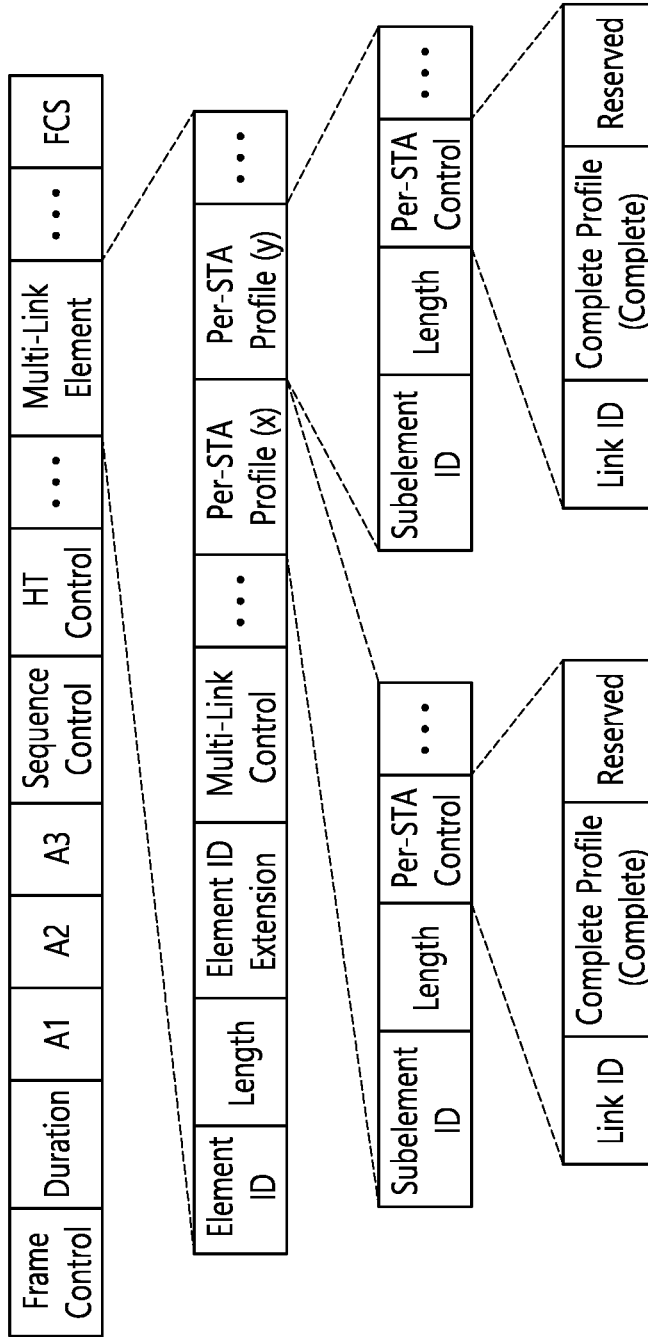 Frame
Control
Duration
A1
A2
A3
Sequence
Control
HT
Control
...
Multi-Link
Element
...
FCS
Element
ID
Length
Element ID
Extension
Multi-Link
Control
...
Per-STA
Profile (x)
Per-STA
Profile (y)
...
Subelement
ID
Length
Per-STA
Control
...
Subelement
ID
Length
Per-STA
Control
...
Link ID
Complete Profile
(Complete)
Reserved
Link ID
Complete Profile
(Complete)
Reserved